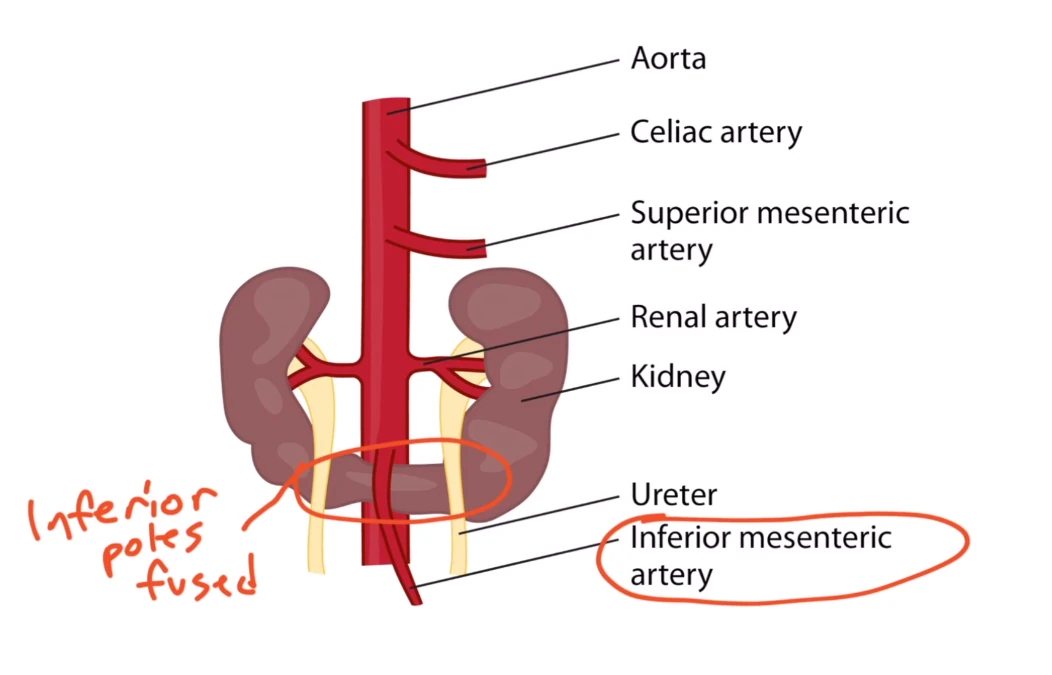 Aorta
Celiac artery
Superior mesenteric
artery
Renal artery
Kidney
Ureter
Inferior mesenteric
artery
Inferior
poles
fused